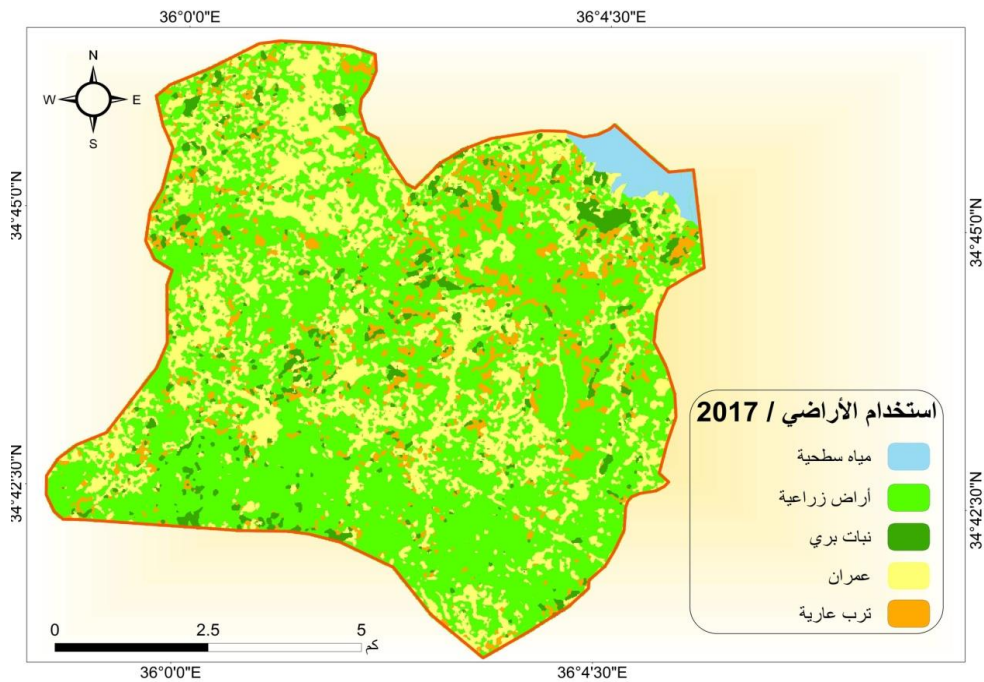 36°0'0"E 36°4'30"E
N
W E
S
34°45'0"N
34°45'0"N
34°42'30"N
34°42'30"N
استخدام الأراضي / 2017
مياه سطحية
أراض زراعية
نبات بري
عمران
ترب عارية
0 2.5 5
كم
36°0'0"E 36°4'30"E